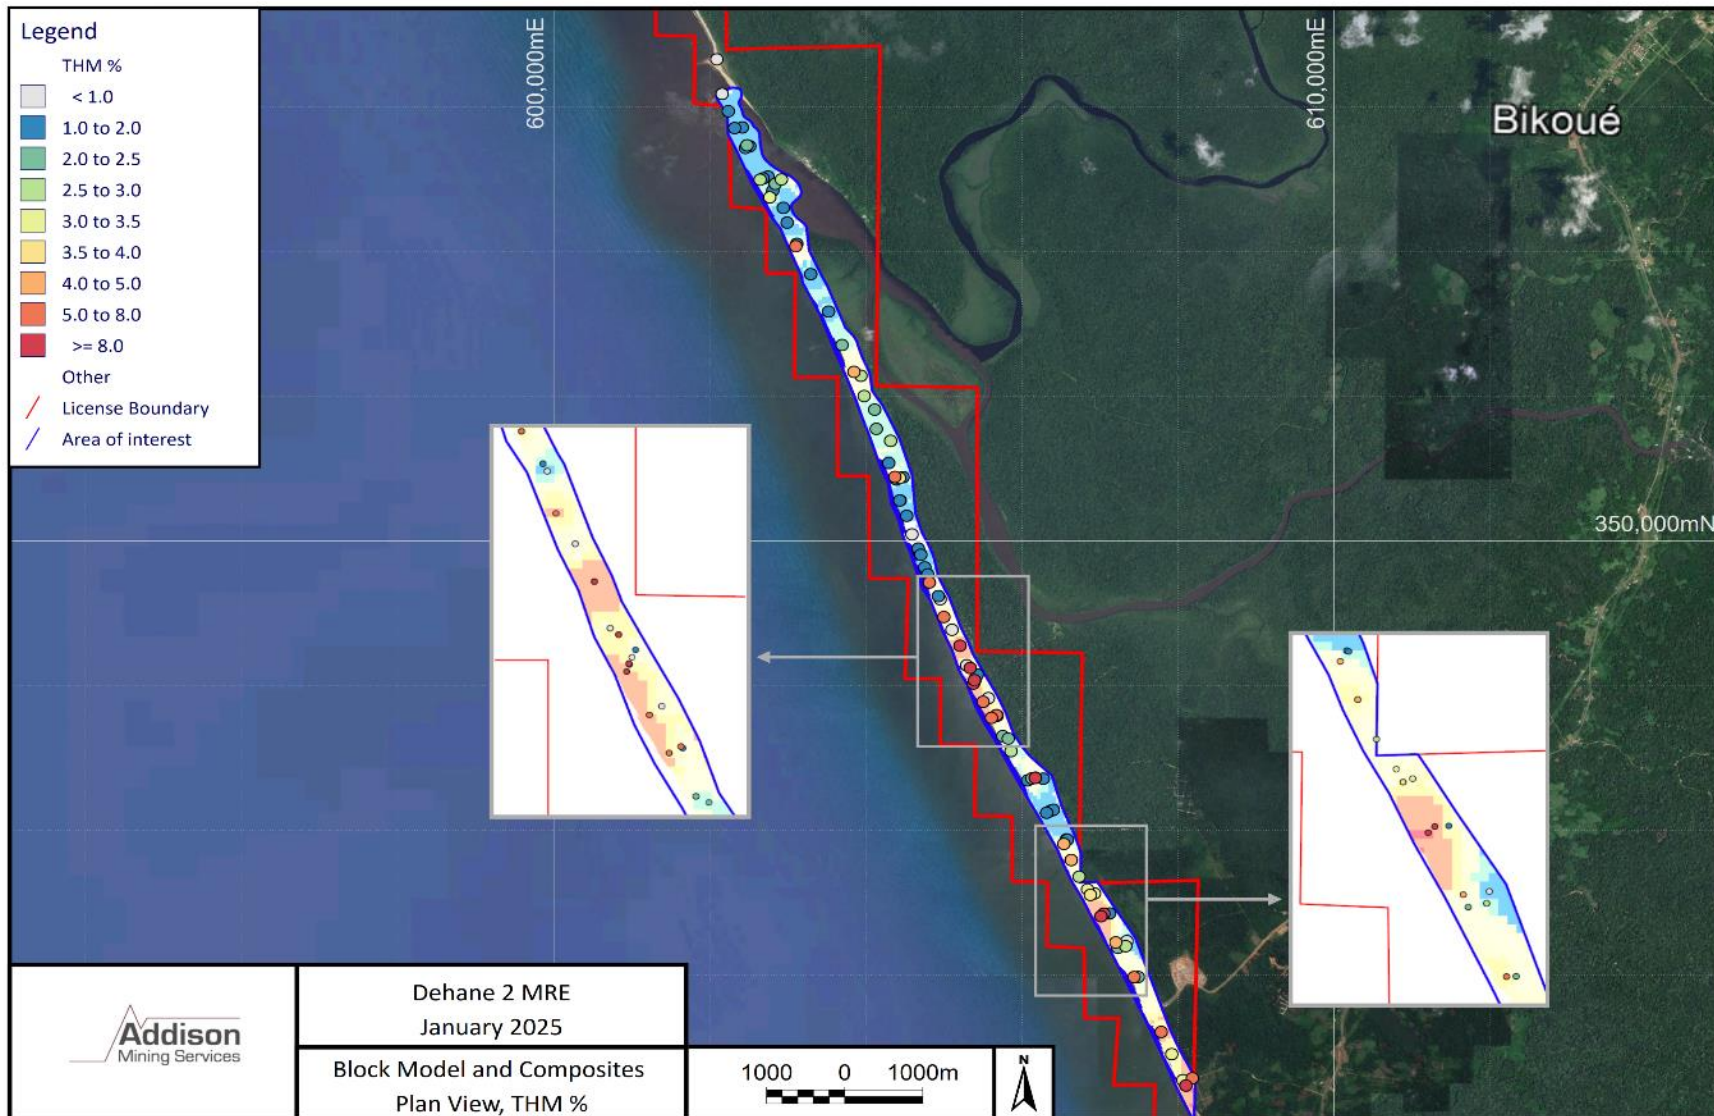 Legend
THM %
< 1.0
1.0 to 2.0
2.0 to 2.5
2.5 to 3.0
3.0 to 3.5
3.5 to 4.0
4.0 to 5.0
5.0 to 8.0
>= 8.0
Other
License Boundary
Area of interest
600,000mE
610,000mE
Bikoué
350,000mN
Addison
Mining Services
Dehane 2 MRE
January 2025
Block Model and Composites
Plan View, THM %
1000 0 1000m
N